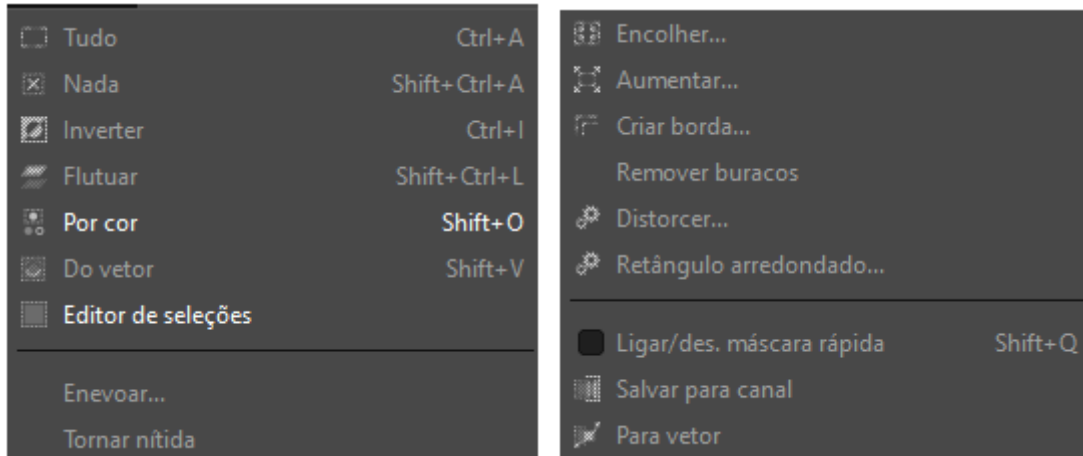 Tudo Ctrl+A
Nada Shift+Ctrl+A
Inverter Ctrl+I
Flutuar Shift+Ctrl+L
Por cor Shift+O
Do vetor Shift+V
Editor de seleções
Enevoar...
Tornar nítida
Encolher...
Aumentar...
Criar borda...
Remover buracos
Distorcer...
Retângulo arredondado...
Ligar/des. máscara rápida Shift+Q
Salvar para canal
Para vetor